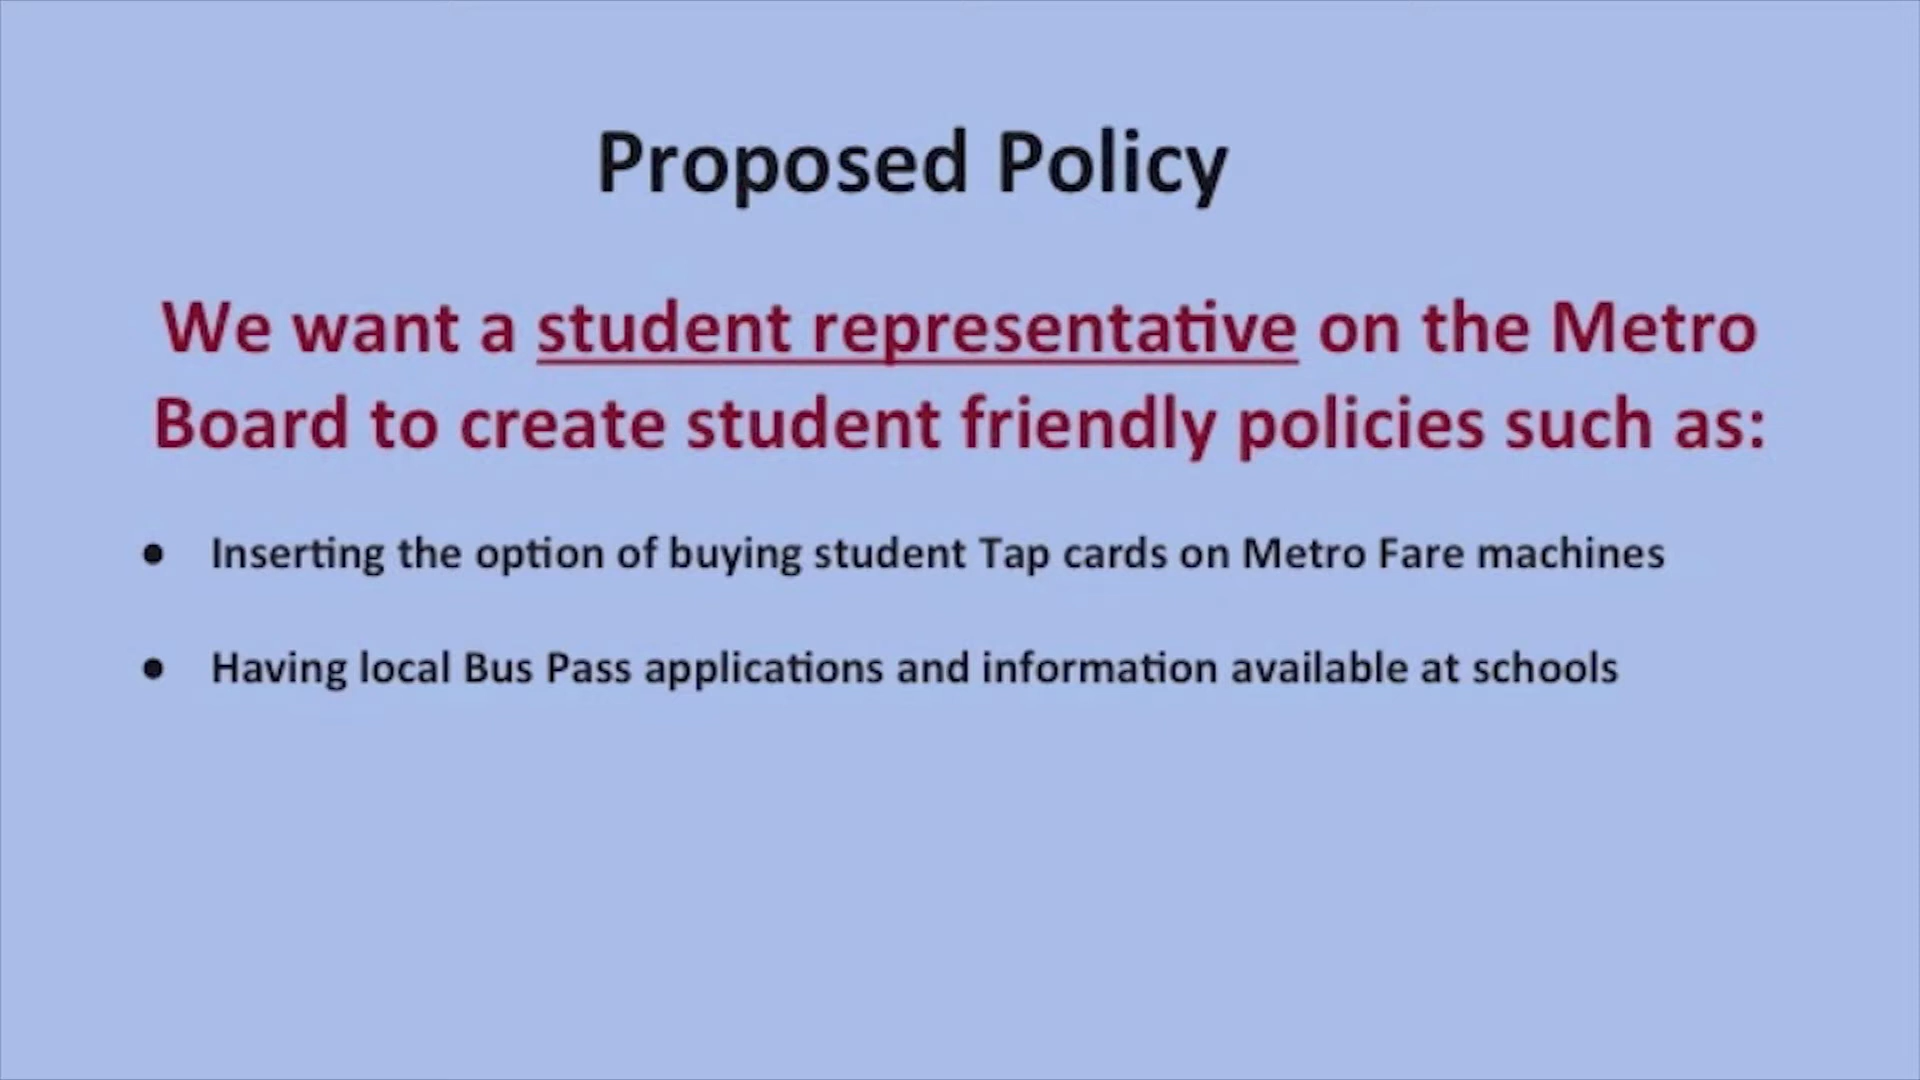 Proposed Policy
We want a student representative on the Metro
Board to create student friendly policies such as:
● Inserting the option of buying student Tap cards on Metro Fare machines
● Having local Bus Pass applications and information available at schools